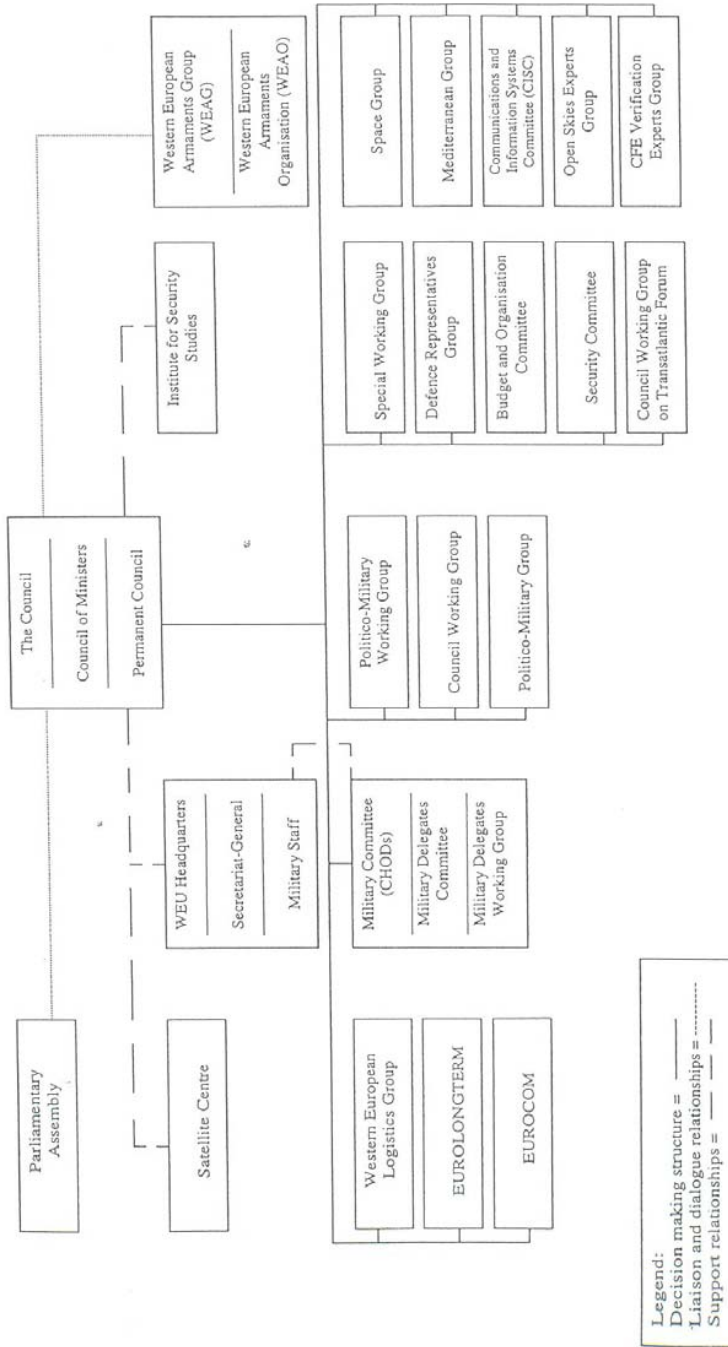 The Council
Council of Ministers
Permanent Council
Parliamentary
Assembly
Western European
Armaments Group
(WEAG)
Western European
Armaments
Organisation (WEAO)
Satellite Centre
WEU Headquarters
Secretariat-General
Military Staff
Institute for Security
Studies
Western European
Logistics Group
EUROLONGTERM
EUROCOM
Military Committee
(CHODs)
Military Delegates
Committee
Military Delegates
Working Group
Politico-Military
Working Group
Council Working Group
Politico-Military Group
Special Working Group
Defence Representatives
Group
Budget and Organisation
Committee
Security Committee
Council Working Group
on Transatlantic Forum
Space Group
Mediterranean Group
Communications and
Information Systems
Committee (CISC)
Open Skies Experts
Group
CFE Verification
Experts Group
Legend:
Decision making structure =
Liaison and dialogue relationships =
Support relationships =